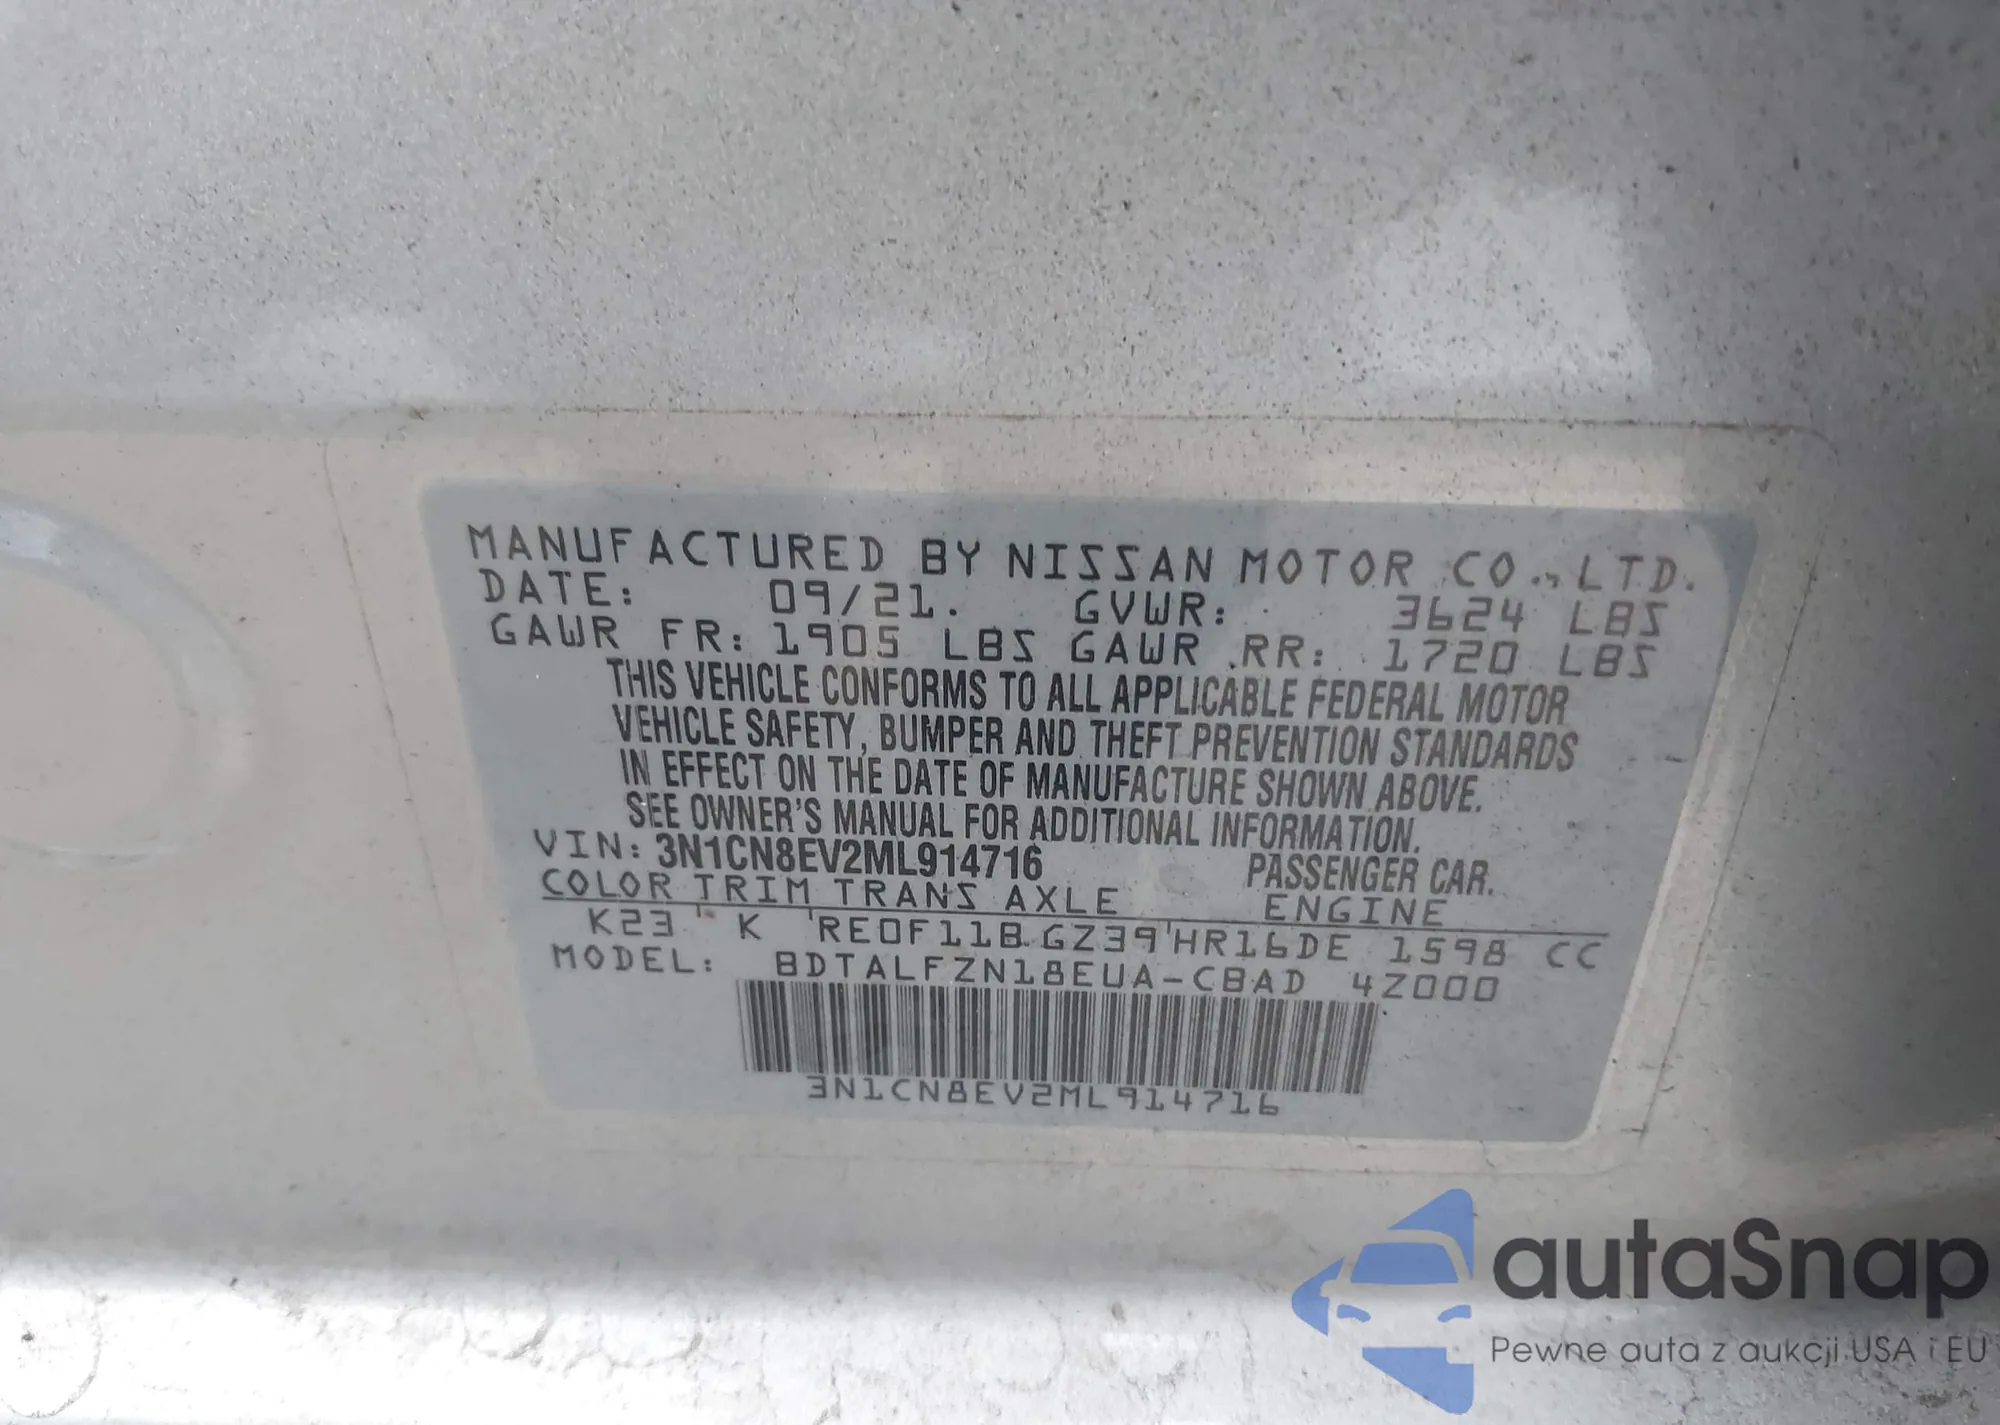 MANUFACTURED BY NISSAN MOTOR CO., LTD.
DATE: 09/21. GVWR: 3624 LBS
GAWR FR: 1905 LBS GAWR RR: 1720 LBS
THIS VEHICLE CONFORMS TO ALL APPLICABLE FEDERAL MOTOR
VEHICLE SAFETY, BUMPER AND THEFT PREVENTION STANDARDS
IN EFFECT ON THE DATE OF MANUFACTURE SHOWN ABOVE.
SEE OWNER'S MANUAL FOR ADDITIONAL INFORMATION.
VIN: 3N1CN8EV2ML914716 PASSENGER CAR.
COLOR TRIM TRANS AXLE ENGINE
K23 K RE0F11B GZ39 HR16DE 1598 CC
MODEL: BDTALFZN18EUA-CBAD 4Z000
3N1CN8EV2ML914716
autaSnap
Pewne auta z aukcji USA i EU